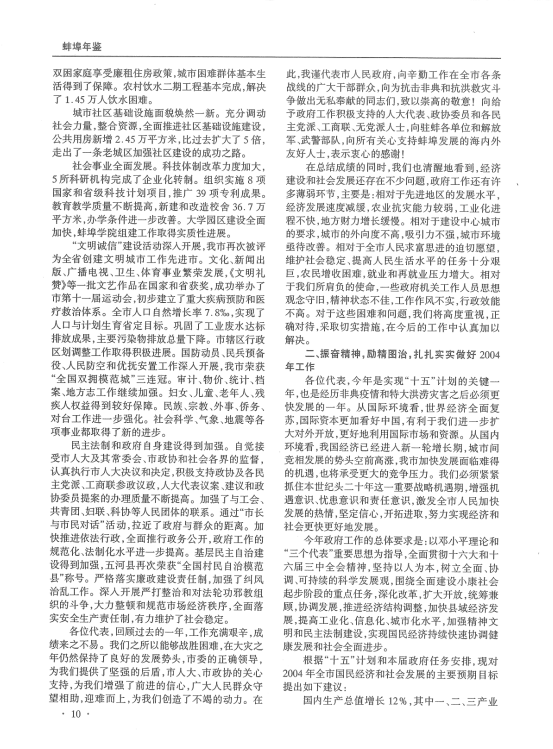 蚌埠年鉴
双困家庭享受廉租住房政策,城市困难群体基本生
活得到了保障。农村饮水二期工程基本完成,解决
了1.45万人饮水困难。
城市社区基础设施面貌焕然一新。充分调动
社会力量,整合资源,全面推进社区基础设施建设,
公共用房新增2.45万平方米,比过去扩大了5倍,
走出了一条老城区加强社区建设的成功之路。
社会事业全面发展。科技体制改革力度加大,
5所科研机构完成了企业化转制。组织实施8项
国家和省级科技计划项目,推广39项专利成果。
教育教学质量不断提高,新建和改造校舍36.7万
平方米,办学条件进一步改善。大学园区建设全面
加快,蚌埠学院组建工作取得实质性进展。
“文明诚信”建设活动深入开展,我市再次被评
为全省创建文明城市工作先进市。文化、新闻出
版、广播电视、卫生、体育事业繁荣发展,《文明礼
赞》等一批文艺作品在国家和省获奖,成功举办了
市第十一届运动会,初步建立了重大疾病预防和医
疗救治体系。全市人口自然增长率7.8‰,实现了
人口与计划生育省定目标。巩固了工业废水达标
排放成果,主要污染物排放总量下降。市辖区行政
区划调整工作取得积极进展。国防动员、民兵预备
役、人民防空和优抚安置工作深入开展,我市荣获
“全国双拥模范城”三连冠。审计、物价、统计、档
案、地方志工作继续加强。妇女、儿童、老年人、残
疾人权益得到较好保障。民族、宗教、外事、侨务、
对台工作进一步强化。社会科学、气象、地震等各
项事业都取得了新的进步。
民主法制和政府自身建设得到加强。自觉接
受市人大及其常委会、市政协和社会各界的监督,
认真执行市人大决议和决定,积极支持政协及各民
主党派、工商联参政议政,人大代表议案、建议和政
协委员提案的办理质量不断提高。加强了与工会、
共青团、妇联、科协等人民团体的联系。通过“市长
与市民对话”活动,拉近了政府与群众的距离。加
快推进依法行政,全面推行政务公开,政府工作的
规范化、法制化水平进一步提高。基层民主自治建
设得到加强,五河县再次荣获“全国村民自治模范
县”称号。严格落实廉政建设责任制,加强了纠风
治乱工作。深入开展严打整治和对法轮功邪教组
织的斗争,大力整顿和规范市场经济秩序,全面落
实安全生产责任制,有力维护了社会稳定。
各位代表,回顾过去的一年,工作充满艰辛,成
绩来之不易。我们之所以能够战胜困难,在大灾之
年仍然保持了良好的发展势头,市委的正确领导,
为我们提供了坚强的后盾,市人大、市政协的关心
支持,为我们增强了前进的信心,广大人民群众守
望相助,迎难而上,为我们创造了不竭的动力。在
此,我谨代表市人民政府,向辛勤工作在全市各条
战线的广大干部群众,向为抗击非典和抗洪救灾斗
争做出无私奉献的同志们,致以崇高的敬意!向给
予政府工作积极支持的人大代表、政协委员和各民
主党派、工商联、无党派人士,向驻蚌各单位和解放
军、武警部队,向所有关心支持蚌埠发展的海内外
友好人士,表示衷心的感谢!
在总结成绩的同时,我们也清醒地看到,经济
建设和社会发展还存在不少问题,政府工作还有许
多薄弱环节,主要是:相对于先进地区的发展水平,
经济发展速度减缓,农业抗灾能力较弱,工业化进
程不快,地方财力增长缓慢。相对于建设中心城市
的要求,城市的外向度不高,吸引力不强,城市环境
亟待改善。相对于全市人民求富思进的迫切愿望,
维护社会稳定、提高人民生活水平的任务十分艰
巨,农民增收困难,就业和再就业压力增大。相对
于我们所肩负的使命,一些政府机关工作人员思想
观念守旧,精神状态不佳,工作作风不实,行政效能
不高。对于这些困难和问题,我们将高度重视,正
确对待,采取切实措施,在今后的工作中认真加以
解决。
二、振奋精神,励精图治,扎扎实实做好2004
年工作
各位代表,今年是实现“十五”计划的关键一
年,也是经历非典疫情和特大洪涝灾害之后必须更
快发展的一年。从国际环境看,世界经济全面复
苏,国际资本更加看好中国,有利于我们进一步扩
大对外开放,更好地利用国际市场和资源。从国内
环境看,我国经济已经进入新一轮增长期,城市间
竞相发展的势头空前高涨,我市加快发展面临难得
的机遇,也将承受更大的竞争压力。我们必须紧紧
抓住本世纪头二十年这一重要战略机遇期,增强机
遇意识、忧患意识和责任意识,激发全市人民加快
发展的热情,坚定信心,开拓进取,努力实现经济和
社会更快更好地发展。
今年政府工作的总体要求是:以邓小平理论和
“三个代表”重要思想为指导,全面贯彻十六大和十
六届三中全会精神,坚持以人为本,树立全面、协
调、可持续的科学发展观,围绕全面建设小康社会
起步阶段的重点任务,深化改革,扩大开放,统筹兼
顾,协调发展,推进经济结构调整,加快县域经济发
展,提高工业化、信息化、城市化水平,加强精神文
明和民主法制建设,实现国民经济持续快速协调健
康发展和社会全面进步。
根据“十五”计划和本届政府任务安排,现对
2004年全市国民经济和社会发展的主要预期目标
提出如下建议:
国内生产总值增长12%,其中一、二、三产业
· 10 ·